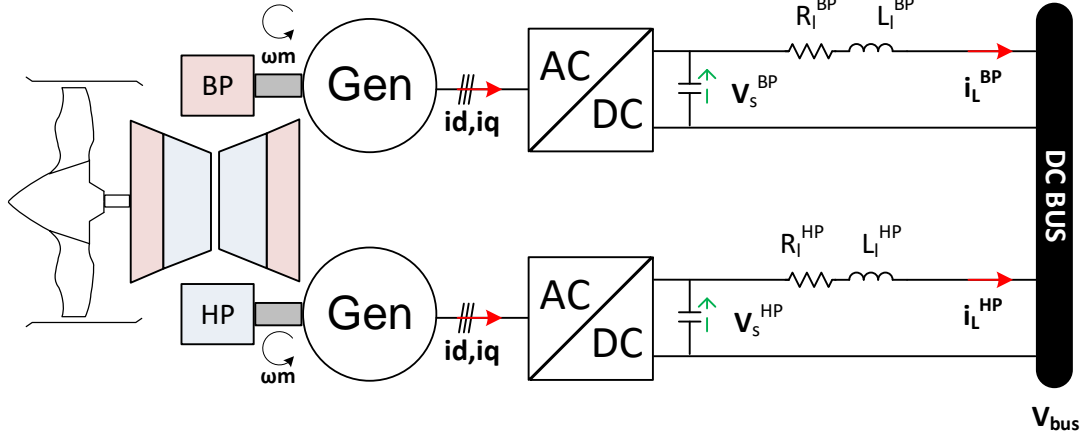 R_l^BP L_l^BP
ωm
BP
Gen
AC
DC
id,iq
V_s^BP
i_L^BP
DC BUS
R_l^HP L_l^HP
HP
Gen
AC
DC
id,iq
V_s^HP
i_L^HP
ωm
V_bus